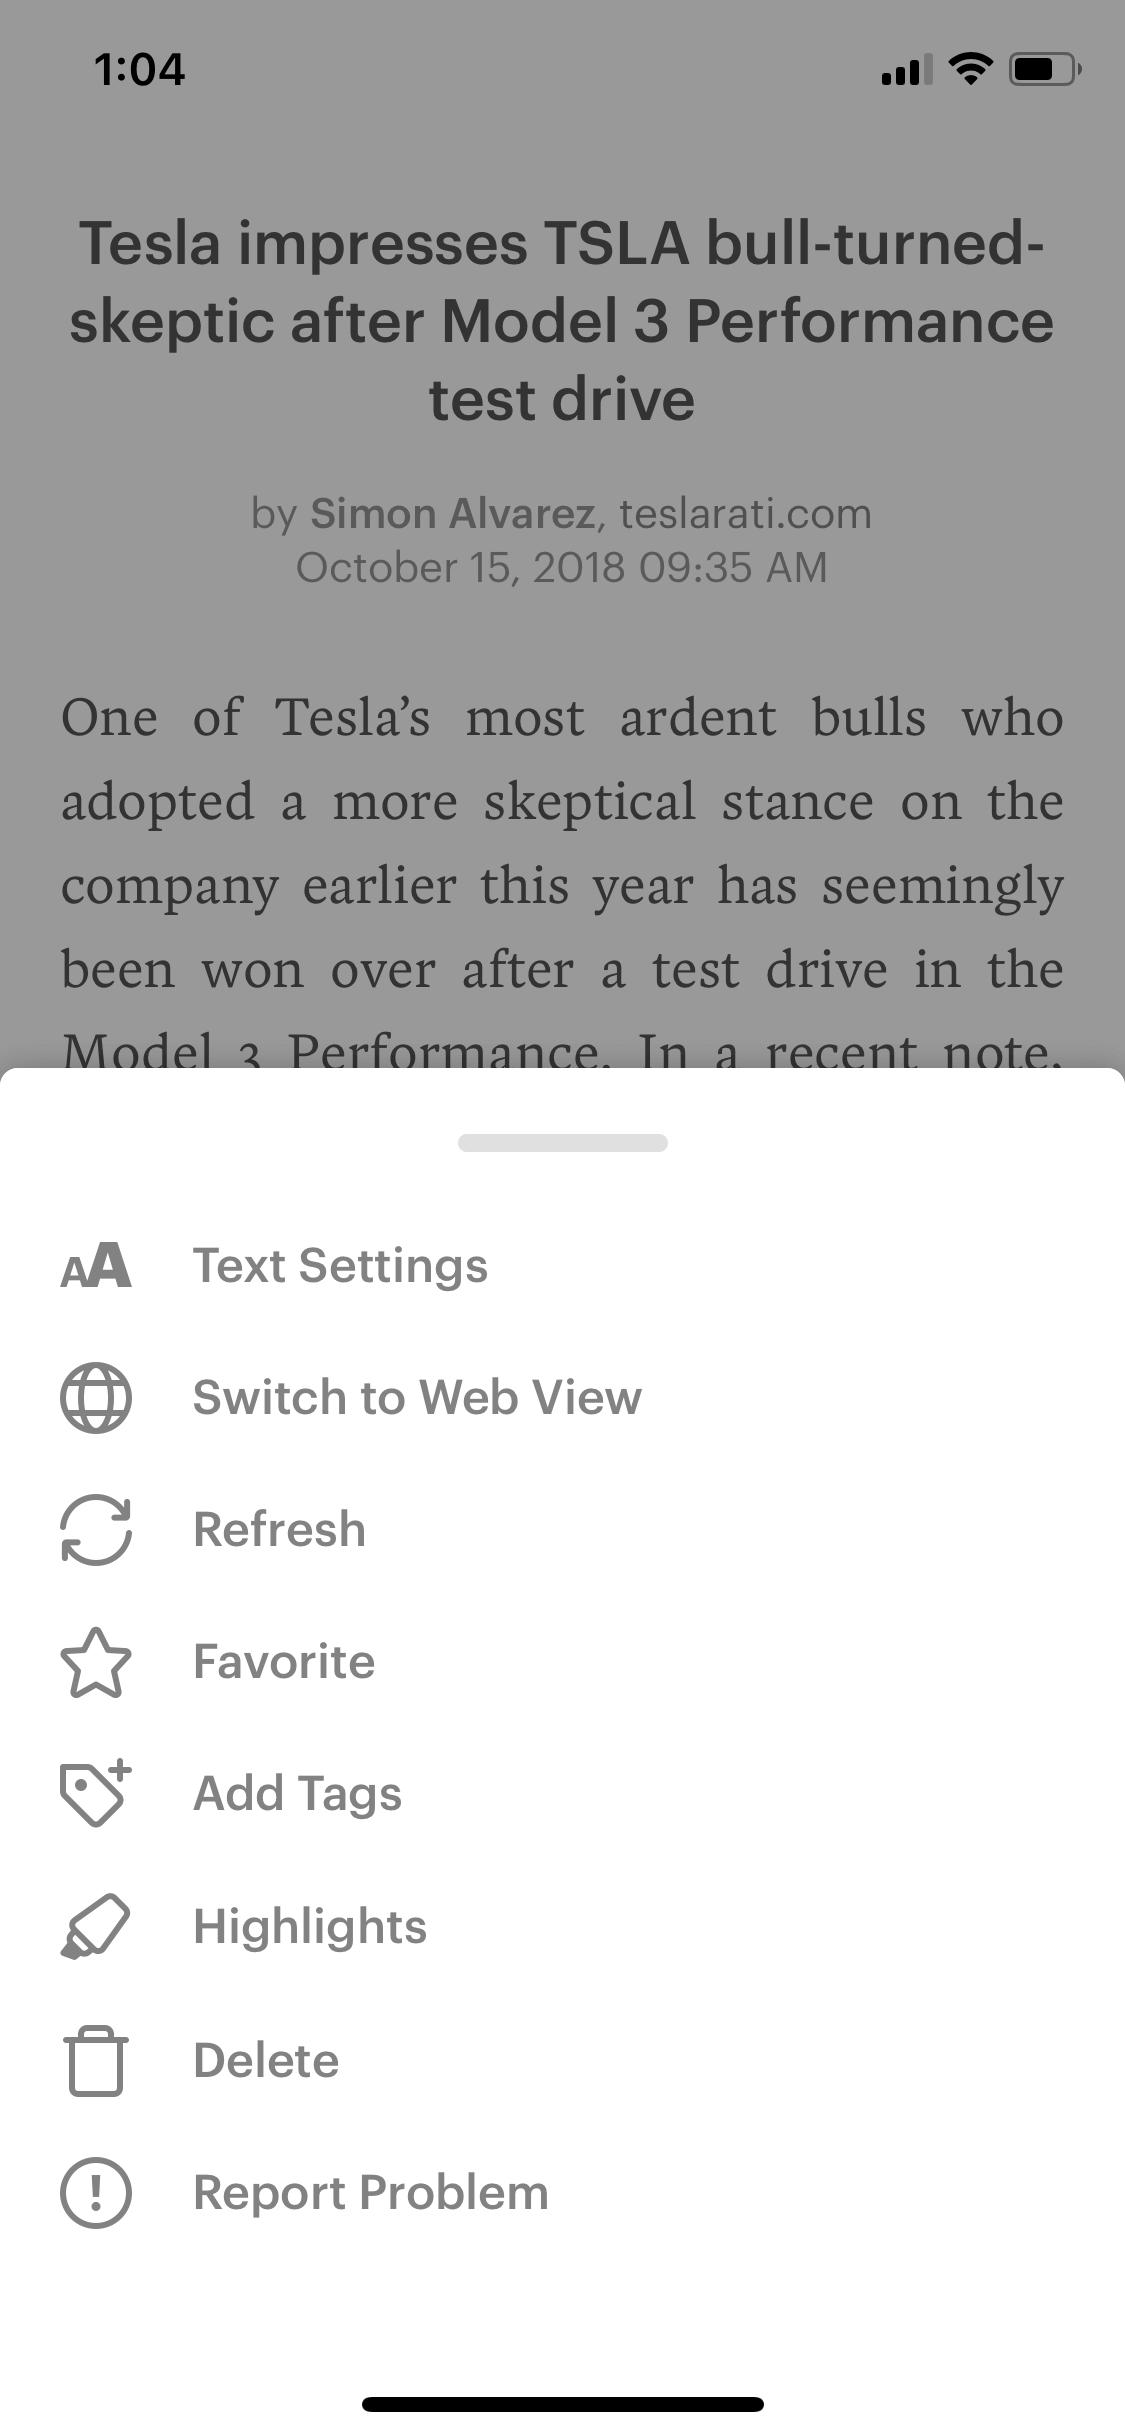 1:04
Tesla impresses TSLA bull-turned-
skeptic after Model 3 Performance
test drive
by Simon Alvarez, teslarati.com
October 15, 2018 09:35 AM
One of Tesla’s most ardent bulls who
adopted a more skeptical stance on the
company earlier this year has seemingly
been won over after a test drive in the
Model 3 Performance. In a recent note,
AA Text Settings
Switch to Web View
Refresh
Favorite
Add Tags
Highlights
Delete
Report Problem